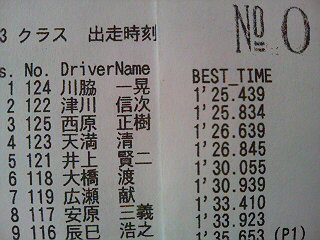 3 クラス 出走時刻 № 0
s. No. DriverName BEST_TIME
1 124 川脇 一晃 1'25.439
2 122 津川 信次 1'25.834
3 125 西原 正樹 1'26.639
4 123 天満 清 1'26.845
5 121 井上 賢二 1'30.055
6 118 大橋 渡 1'30.939
7 119 広瀬 献 1'33.410
8 117 安原 三義 1'33.923
9 116 辰巳 浩之 1'35.653 (P1)